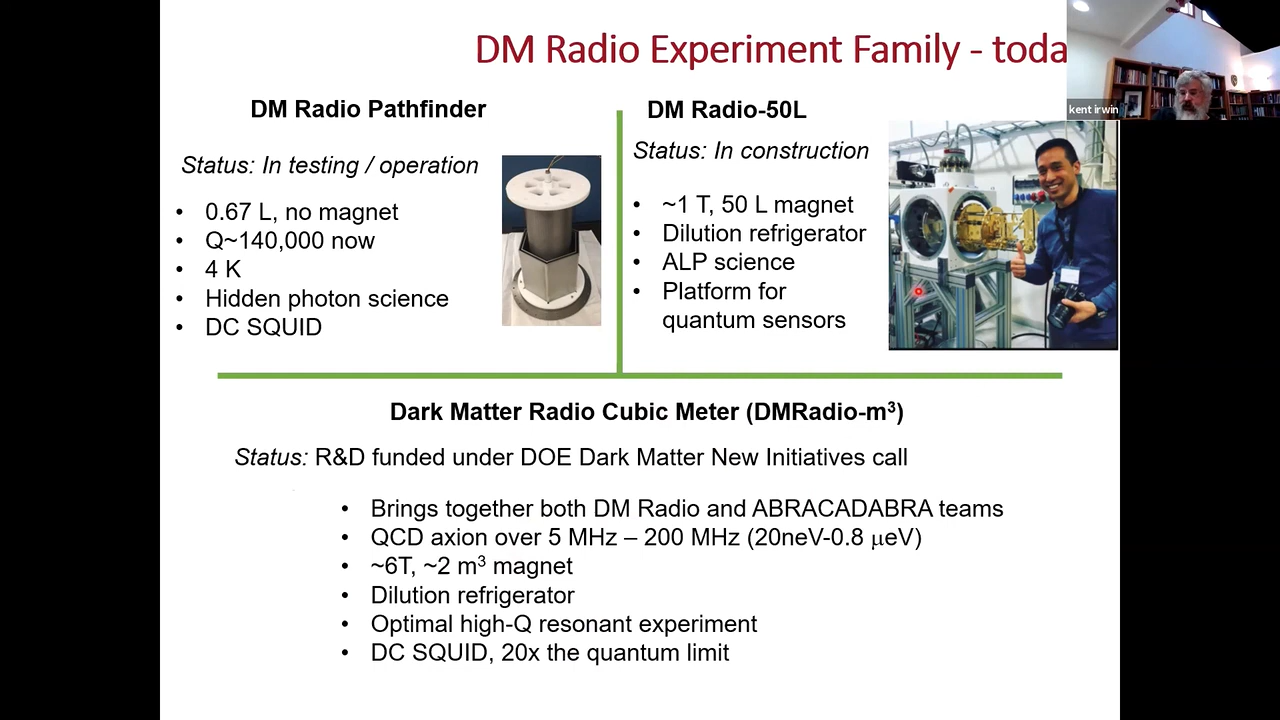 DM Radio Experiment Family - toda
kent irwin
DM Radio Pathfinder
Status: In testing / operation
• 0.67 L, no magnet
• Q~140,000 now
• 4 K
• Hidden photon science
• DC SQUID
DM Radio-50L
Status: In construction
• ~1 T, 50 L magnet
• Dilution refrigerator
• ALP science
• Platform for
quantum sensors
Dark Matter Radio Cubic Meter (DMRadio-m³)
Status: R&D funded under DOE Dark Matter New Initiatives call
• Brings together both DM Radio and ABRACADABRA teams
• QCD axion over 5 MHz – 200 MHz (20neV-0.8 μeV)
• ~6T, ~2 m³ magnet
• Dilution refrigerator
• Optimal high-Q resonant experiment
• DC SQUID, 20x the quantum limit